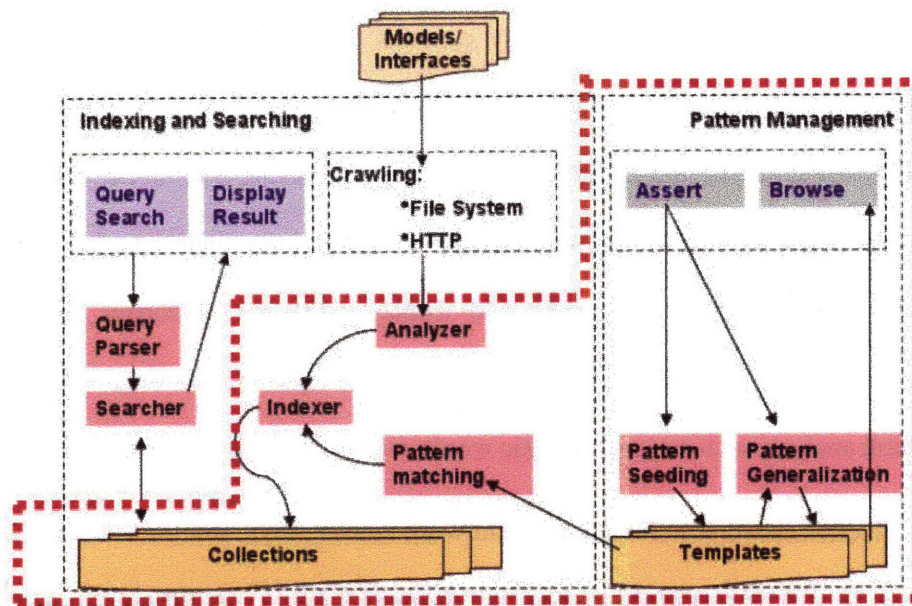 Models/
Interfaces
Indexing and Searching
Pattern Management
Query
Search
Display
Result
Crawling:
*File System
*HTTP
Assert
Browse
Query
Parser
Analyzer
Searcher
Indexer
Pattern
matching
Pattern
Seeding
Pattern
Generalization
Collections
Templates